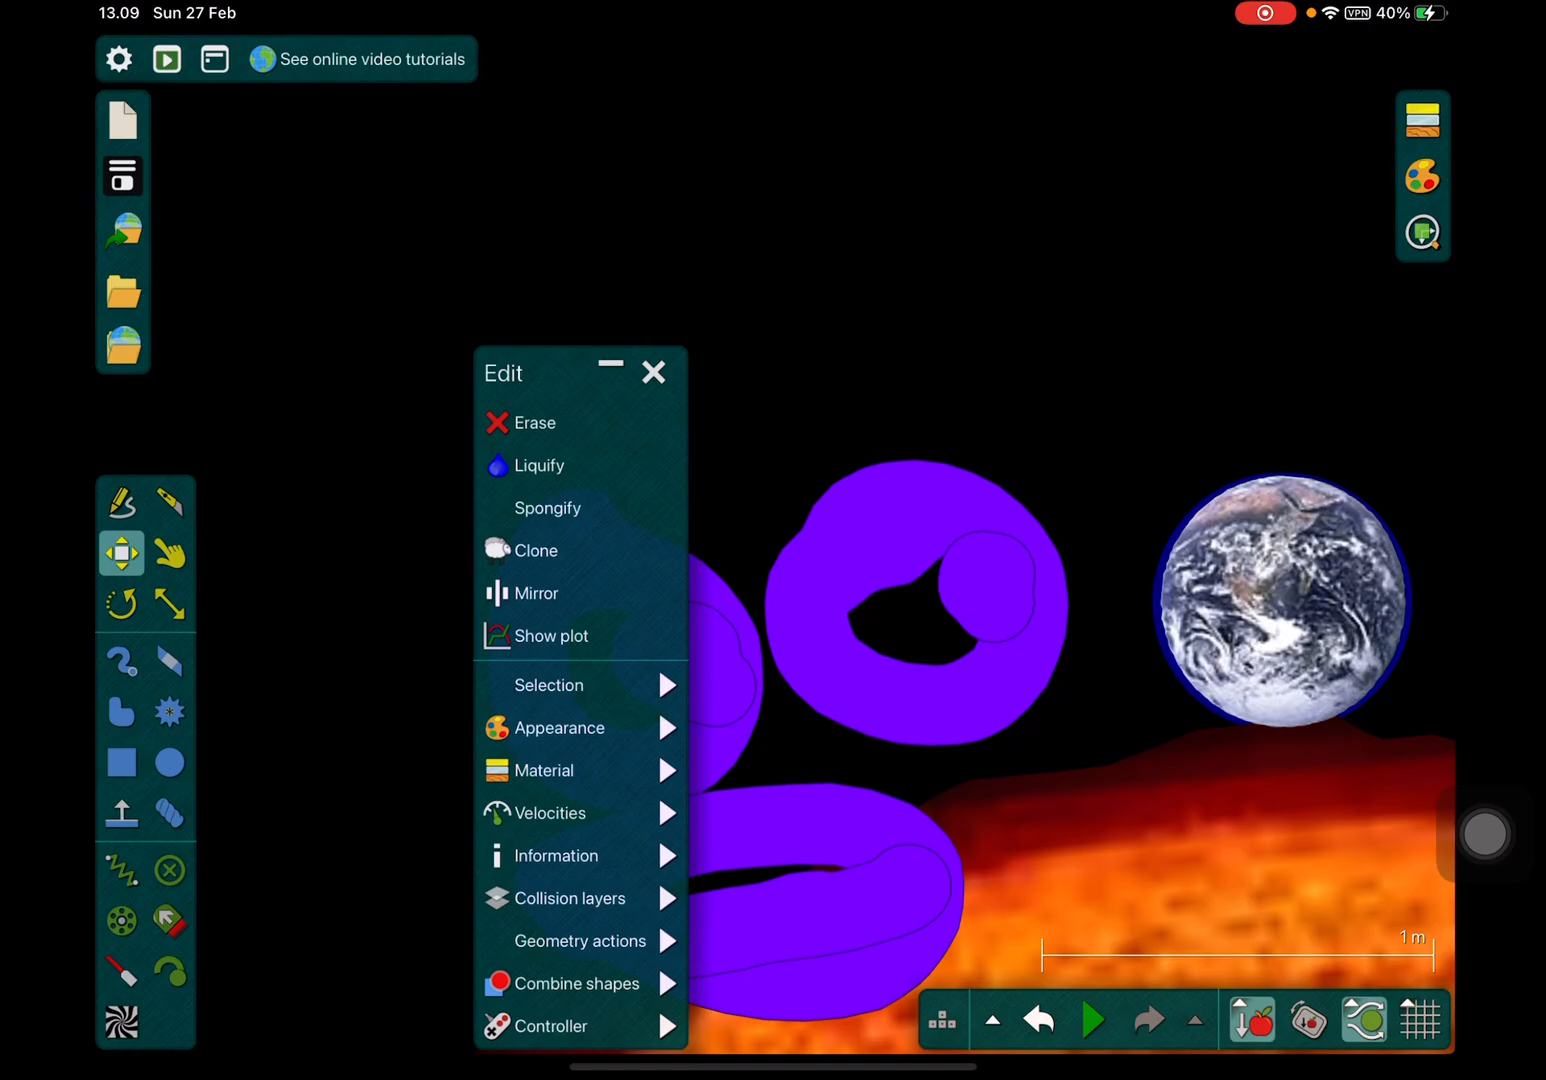 13.09 Sun 27 Feb
VPN 40%
See online video tutorials
Edit
Erase
Liquify
Spongify
Clone
Mirror
Show plot
Selection
Appearance
Material
Velocities
Information
Collision layers
Geometry actions
Combine shapes
Controller
1 m